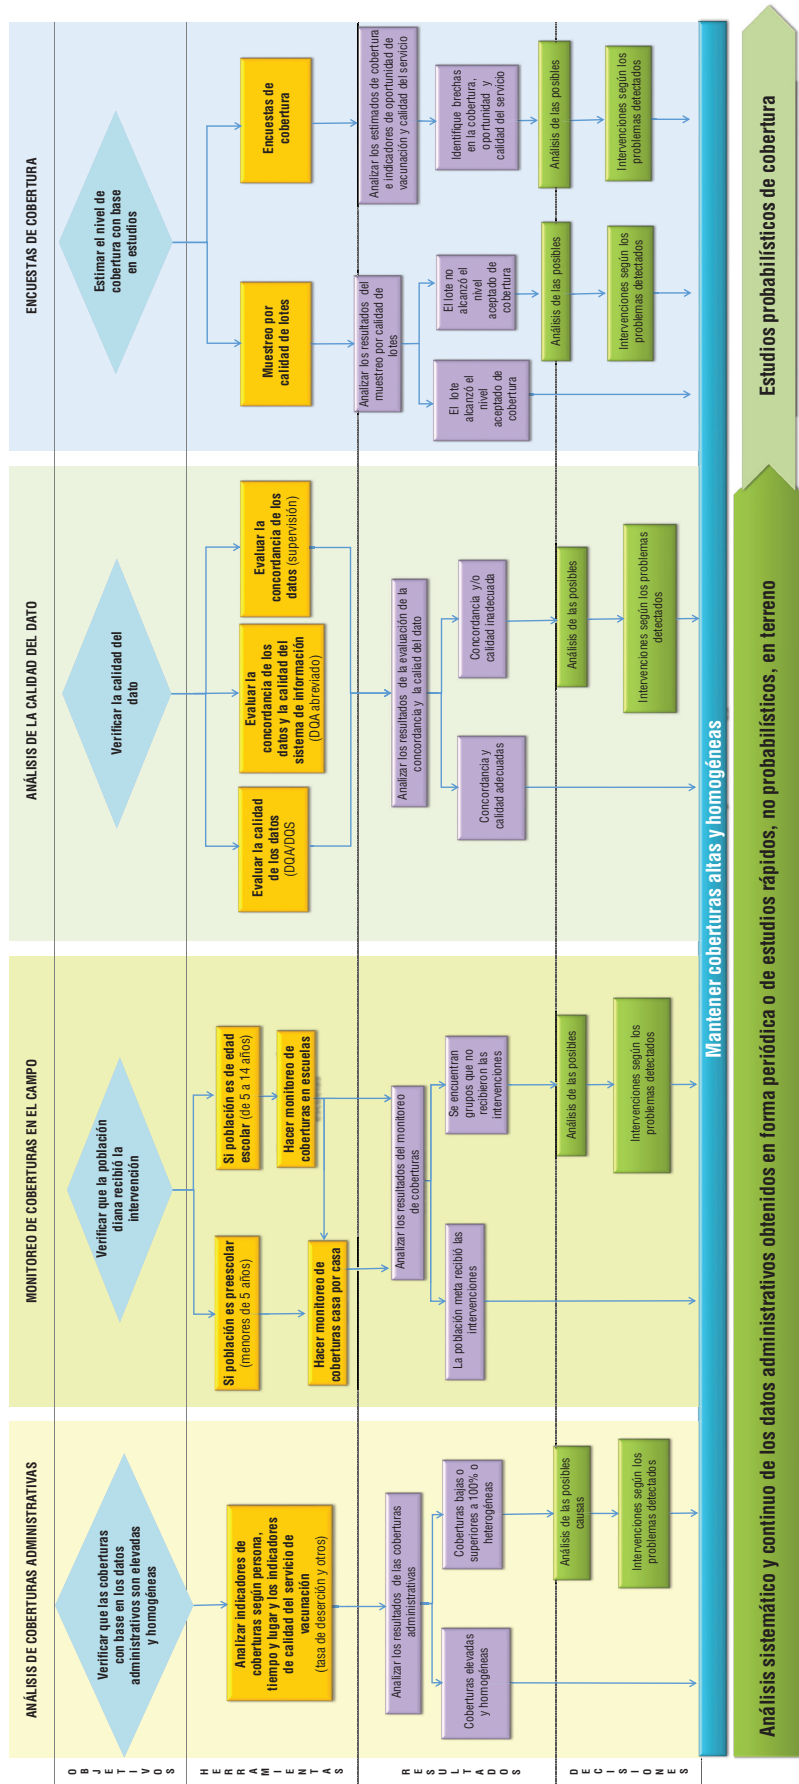 ANÁLISIS DE COBERTURAS ADMINISTRATIVAS
MONITOREO DE COBERTURAS EN EL CAMPO
ANÁLISIS DE LA CALIDAD DEL DATO
ENCUESTAS DE COBERTURA
OBJETIVOS
Verificar que las coberturas
con base en los datos
administrativos son elevadas
y homogéneas
Verificar que la población
diana recibió la
intervención
Verificar la calidad del
dato
Estimar el nivel de
cobertura con base
en estudios
HERRAMIENTAS
Analizar indicadores de
coberturas según persona,
tiempo y lugar y los indicadores
de calidad del servicio de
vacunación
(tasa de deserción y otros)
Si población es preescolar
(menores de 5 años)
Si población es de edad
escolar (de 5 a 14 años)
Hacer monitoreo de
coberturas casa por casa
Hacer monitoreo de
coberturas en escuelas
Evaluar la calidad
de los datos
(DQA/DQS
Evaluar la
concordancia de los
datos y la calidad del
sistema de información
(DQA abreviado)
Evaluar la
concordancia de los
datos (supervisión)
Muestreo por
calidad de lotes
Encuestas de
cobertura
RESULTADOS
Analizar los resultados de las coberturas
administrativas
Coberturas elevadas
y homogéneas
Coberturas bajas o
superiores a 100% o
heterogéneas
Analizar los resultados del monitoreo
de coberturas
La población meta recibió las
intervenciones
Se encuentran
grupos que no
recibieron las
intervenciones
Analizar los resultados de la evaluación de la
concordancia y la caliad del dato
Concordancia y
calidad adecuadas
Concordancia y/o
calidad inadecuada
Analizar los resultados del
muestreo por calidad de
lotes
El lote
alcanzó el
nivel
aceptado de
cobertura
El lote no
alcanzó el
nivel
aceptado de
cobertura
Analizar los estimados de cobertura
e indicadores de oportunidad de
vacunación y calidad del servicio
Identifique brechas
en la cobertura,
oportunidad y
calidad del servicio
DECISIONES
Análisis de las posibles
causas
Intervenciones según los
problemas detectados
Análisis de las posibles
Intervenciones según los
problemas detectados
Análisis de las posibles
Intervenciones según los problemas
detectados
Análisis de las posibles
Intervenciones según los
problemas detectados
Análisis de las posibles
Intervenciones según los
problemas detectados
Mantener coberturas altas y homogéneas
Análisis sistemático y continuo de los datos administrativos obtenidos en forma periódica o de estudios rápidos, no probabilísticos, en terreno
Estudios probabilísticos de cobertura